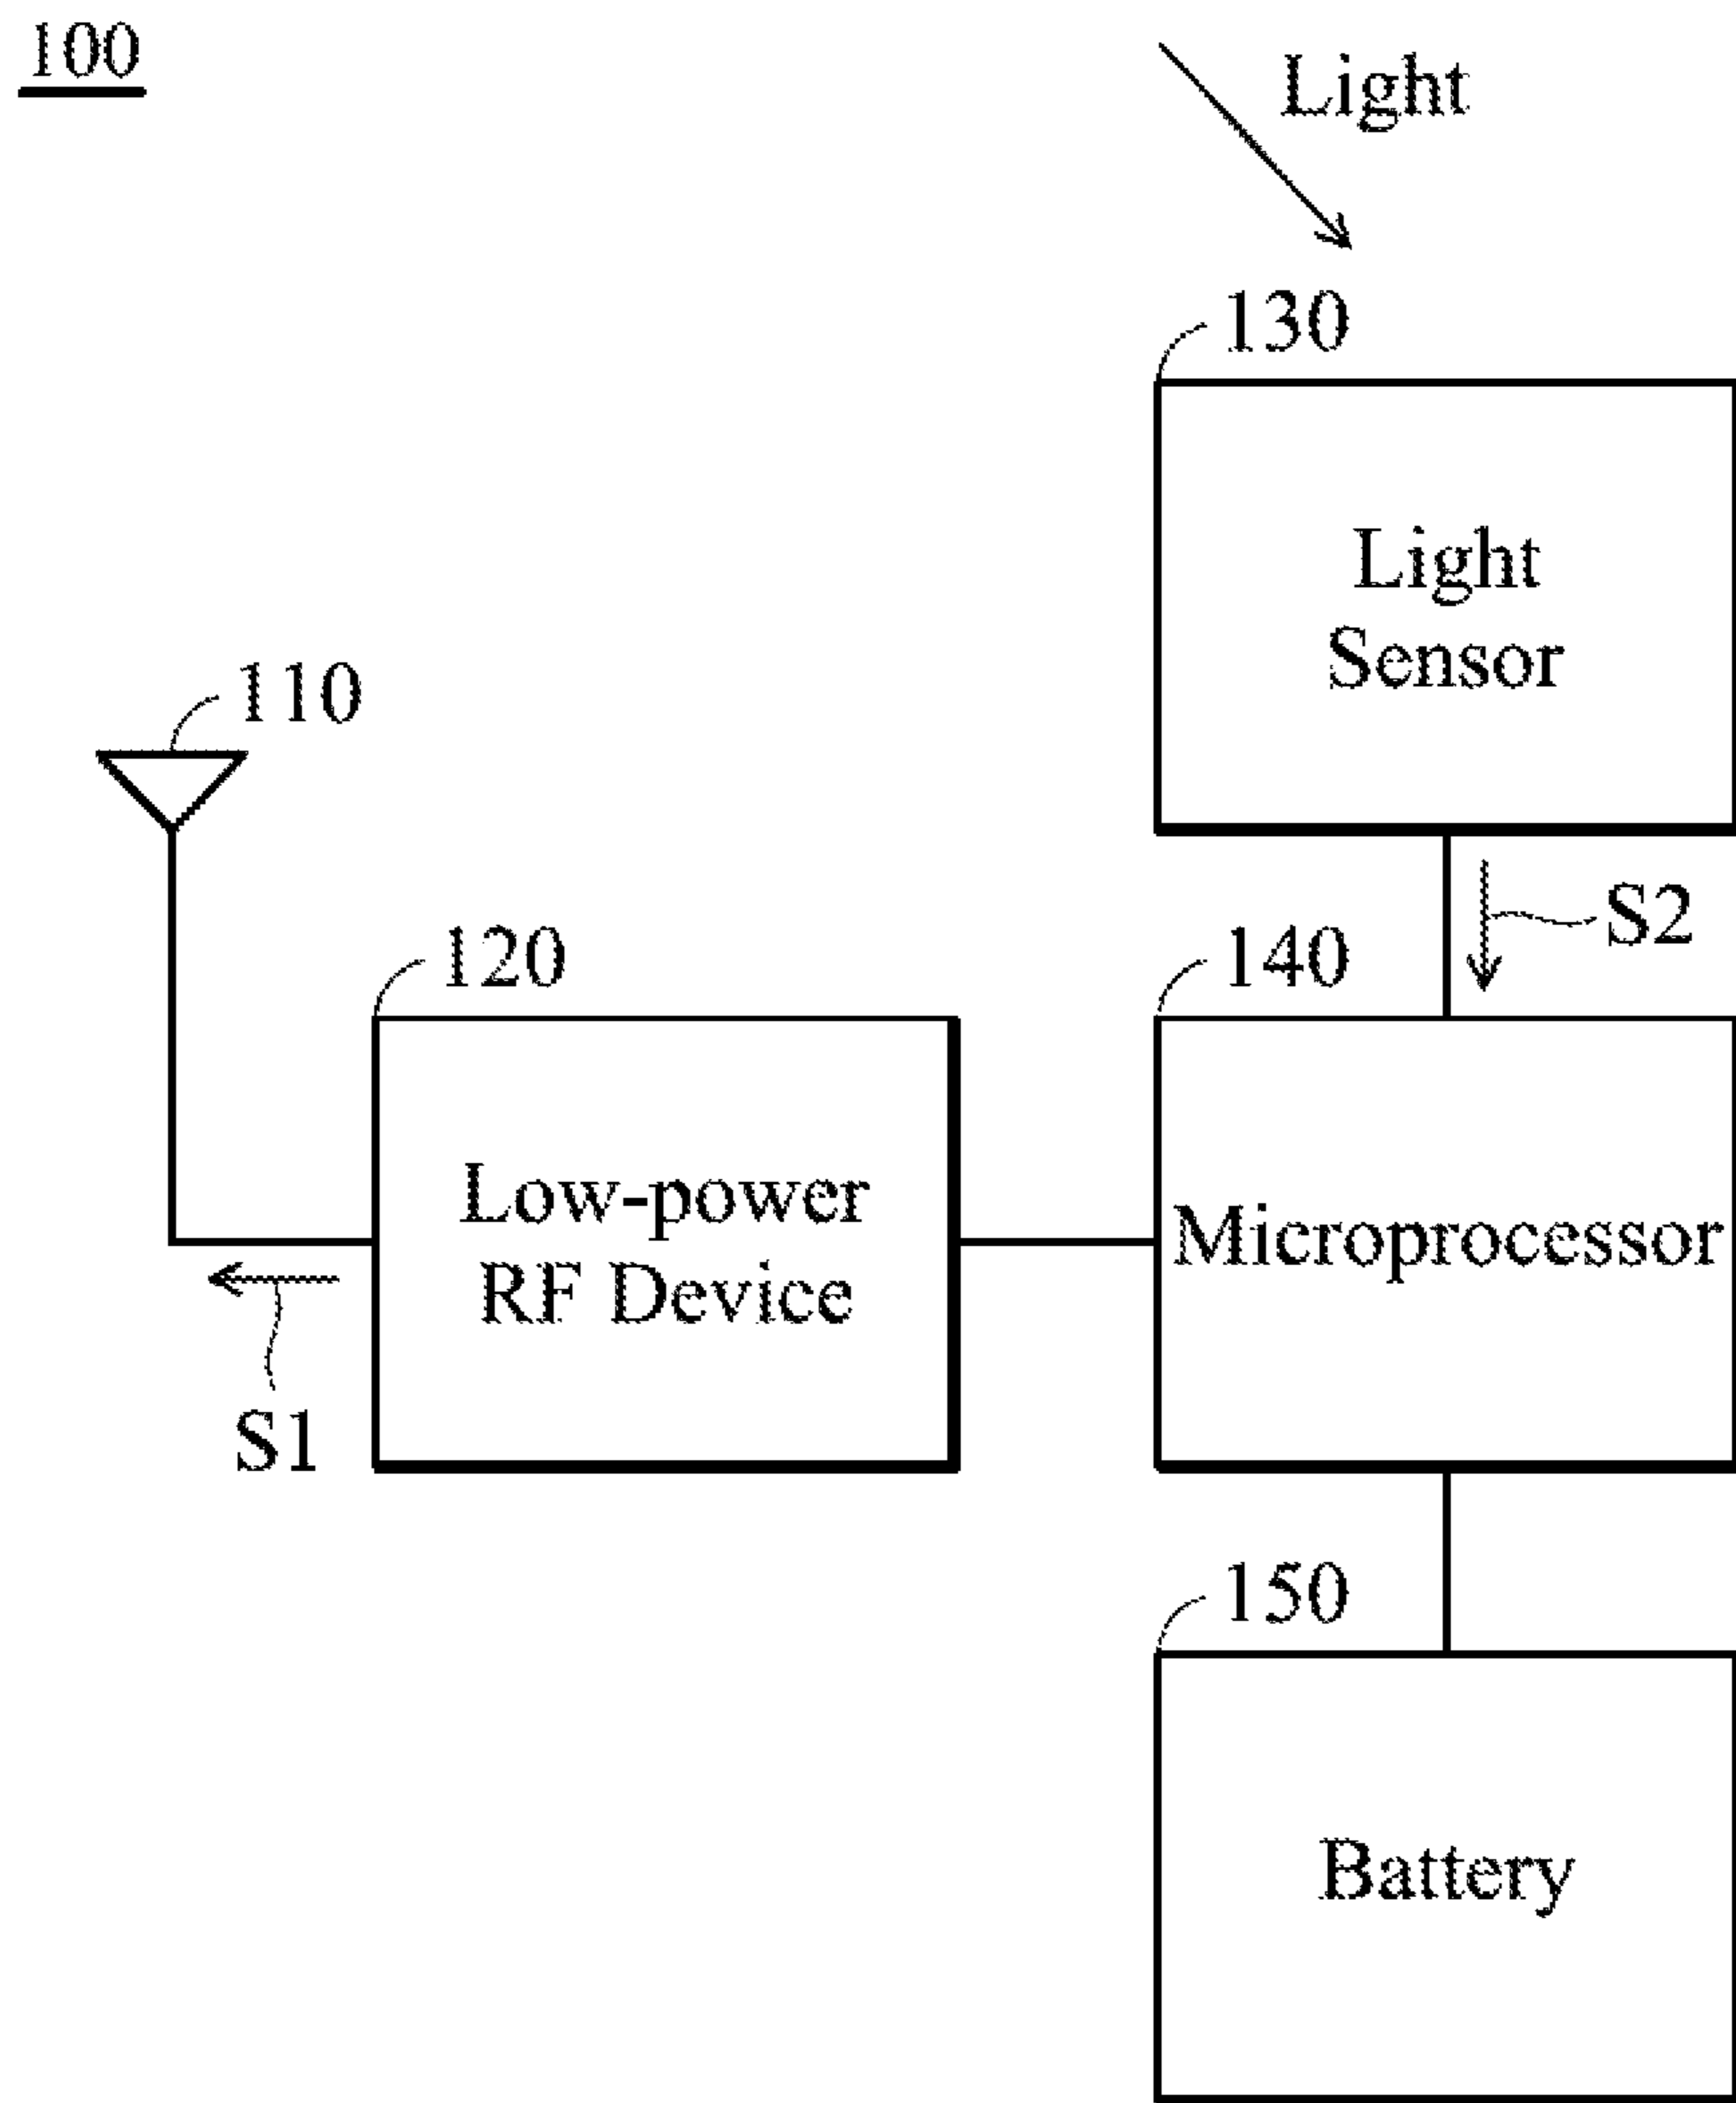 100
Light
130
Light
Sensor
110
S2
120
140
Low-power
RF Device
Microprocessor
S1
150
Battery